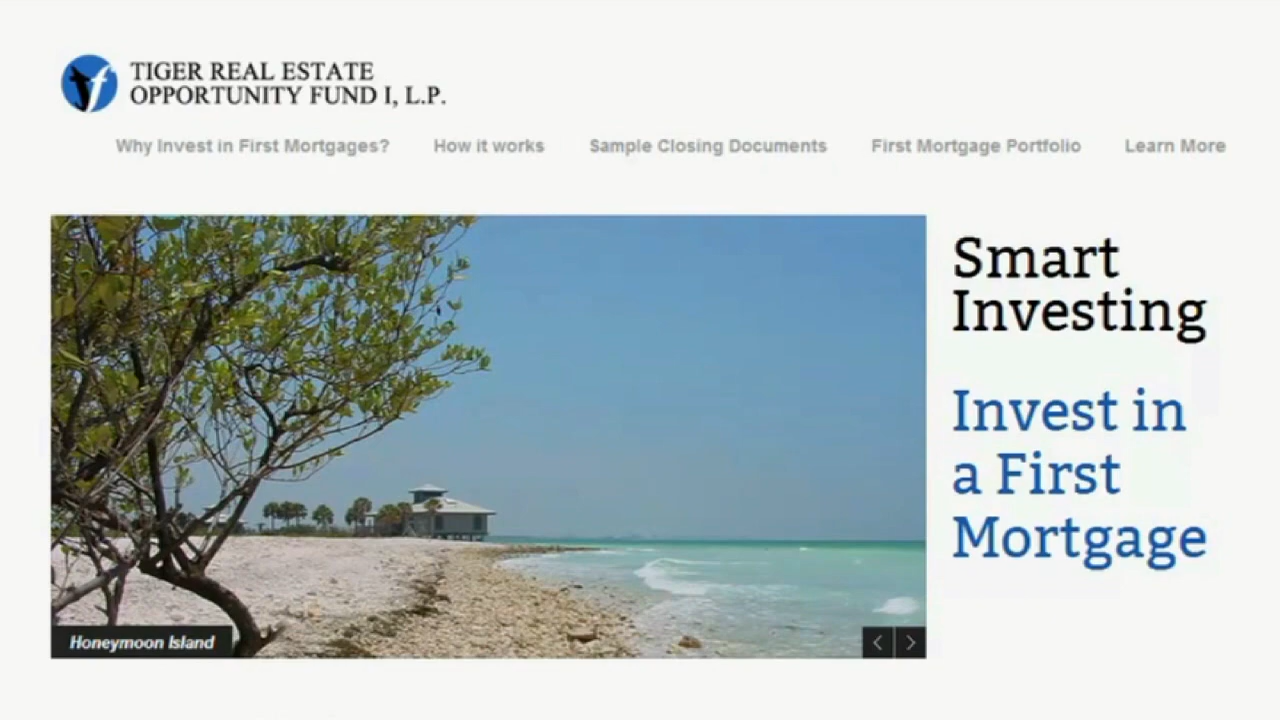 TIGER REAL ESTATE
OPPORTUNITY FUND I, L.P.
Why Invest in First Mortgages? How it works Sample Closing Documents First Mortgage Portfolio Learn More
Smart
Investing
Invest in
a First
Mortgage
Honeymoon Island